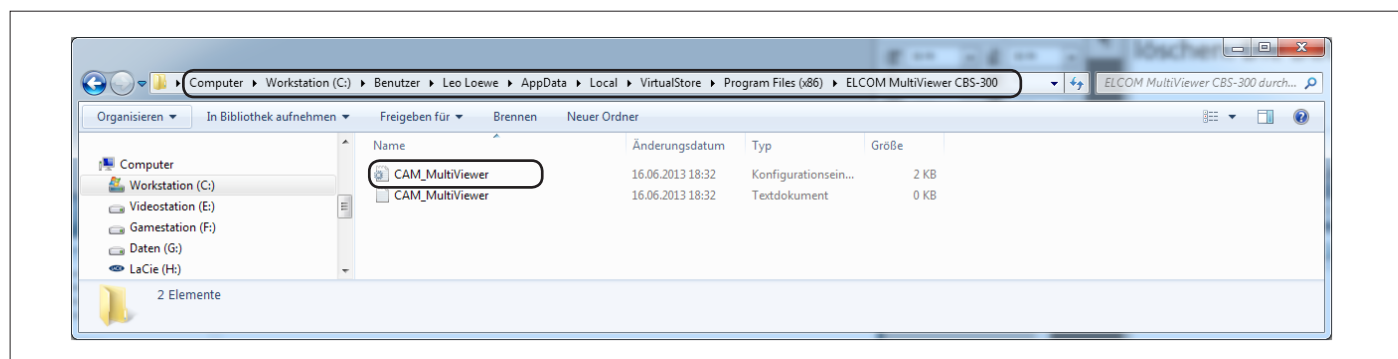 löschen
Computer ▸ Workstation (C:) ▸ Benutzer ▸ Leo Loewe ▸ AppData ▸ Local ▸ VirtualStore ▸ Program Files (x86) ▸ ELCOM MultiViewer CBS-300
ELCOM MultiViewer CBS-300 durch...
Organisieren In Bibliothek aufnehmen Freigeben für Brennen Neuer Ordner
Name Änderungsdatum Typ Größe
Computer
Workstation (C:)
Videostation (E:)
Gamestation (F:)
Daten (G:)
LaCie (H:)
CAM_MultiViewer 16.06.2013 18:32 Konfigurationsein... 2 KB
CAM_MultiViewer 16.06.2013 18:32 Textdokument 0 KB
2 Elemente